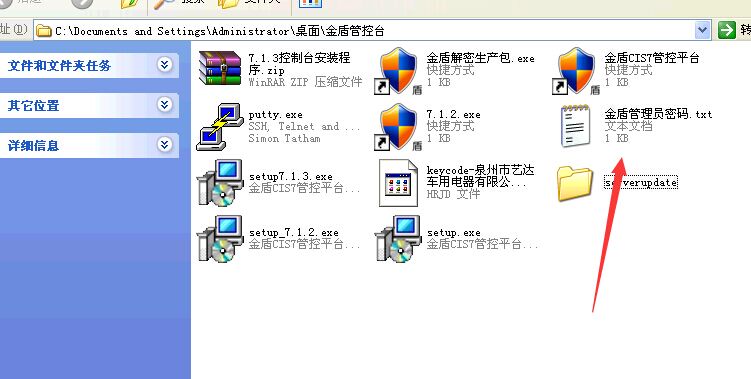 搜索
文件夹
址(D)
C:\Documents and Settings\Administrator\桌面\金盾管控台
转
文件和文件夹任务
其它位置
详细信息
7.1.3控制台安装程
序.zip
WinRAR ZIP 压缩文件
金盾解密生产包.exe
快捷方式
1 KB
金盾CIS7管控平台
快捷方式
1 KB
putty.exe
SSH, Telnet and ...
Simon Tatham
7.1.2.exe
快捷方式
1 KB
金盾管理员密码.txt
文本文档
1 KB
setup7.1.3.exe
金盾CIS7管控平台...
keycode-泉州市艺达
车用电器有限公...
HRJD 文件
serverupdate
setup_7.1.2.exe
金盾CIS7管控平台...
setup.exe
金盾CIS7管控平台...